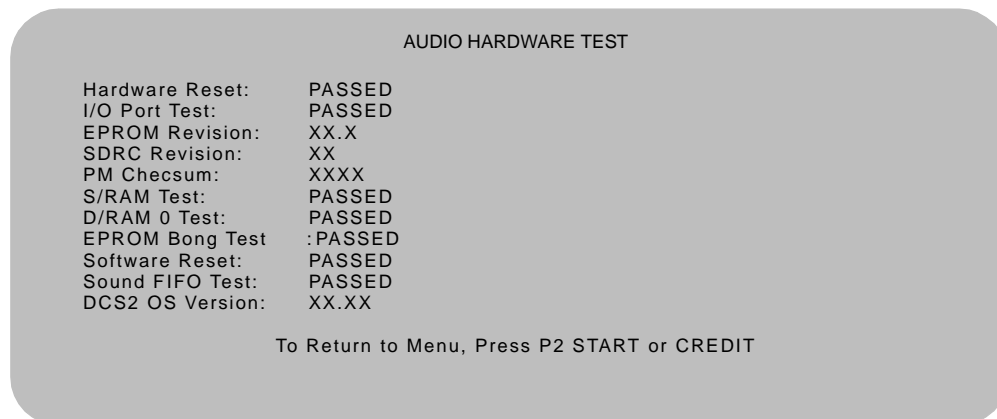 AUDIO HARDWARE TEST
Hardware Reset: PASSED
I/O Port Test: PASSED
EPROM Revision: XX.X
SDRC Revision: XX
PM Checsum: XXXX
S/RAM Test: PASSED
D/RAM 0 Test: PASSED
EPROM Bong Test :PASSED
Software Reset: PASSED
Sound FIFO Test: PASSED
DCS2 OS Version: XX.XX
To Return to Menu, Press P2 START or CREDIT